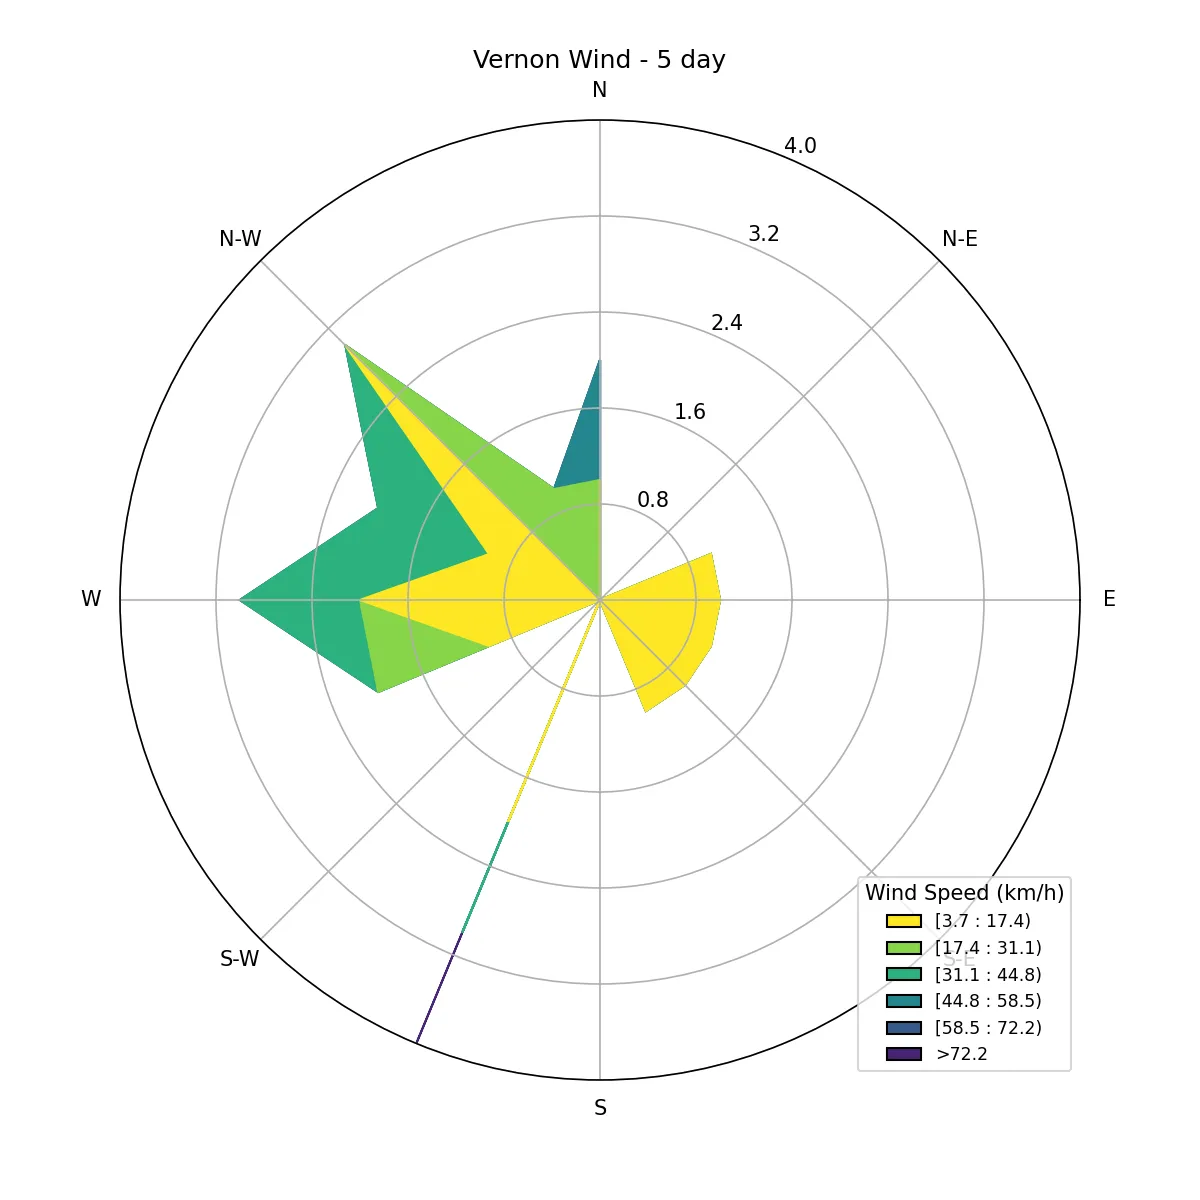 Vernon Wind - 5 day
N
4.0
3.2
N-W
N-E
2.4
1.6
0.8
W
E
S-W
S-E
S
Wind Speed (km/h)
[3.7 : 17.4)
[17.4 : 31.1)
[31.1 : 44.8)
[44.8 : 58.5)
[58.5 : 72.2)
>72.2